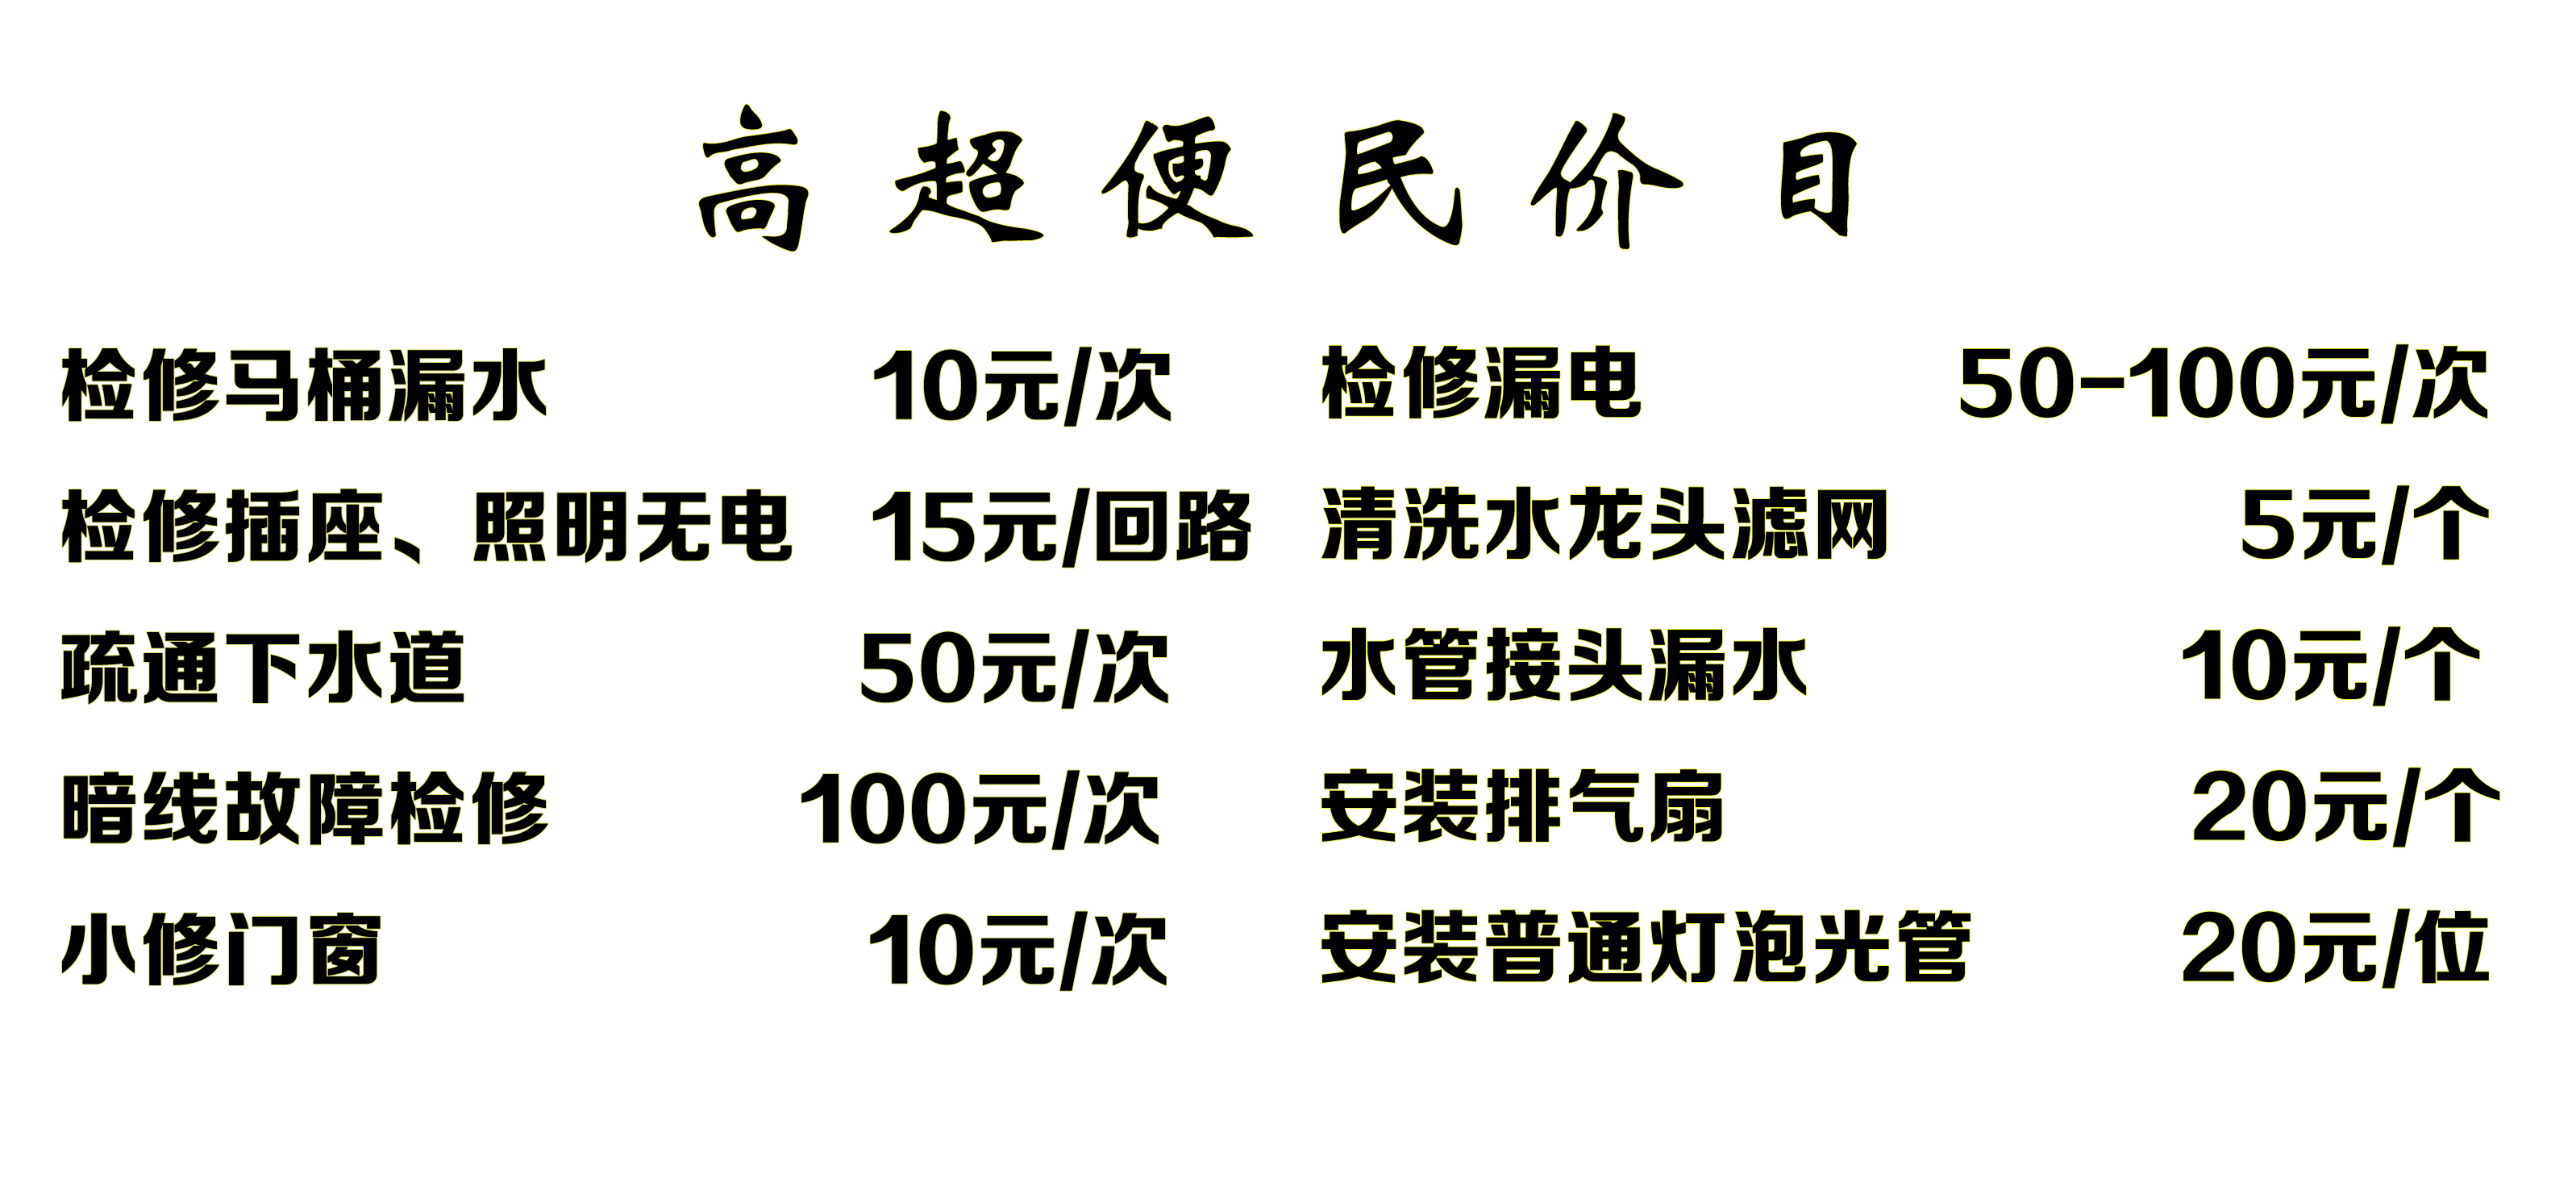 高超便民价目
检修马桶漏水 10元/次 检修漏电 50-100元/次
检修插座、照明无电 15元/回路 清洗水龙头滤网 5元/个
疏通下水道 50元/次 水管接头漏水 10元/个
暗线故障检修 100元/次 安装排气扇 20元/个
小修门窗 10元/次 安装普通灯泡光管 20元/位